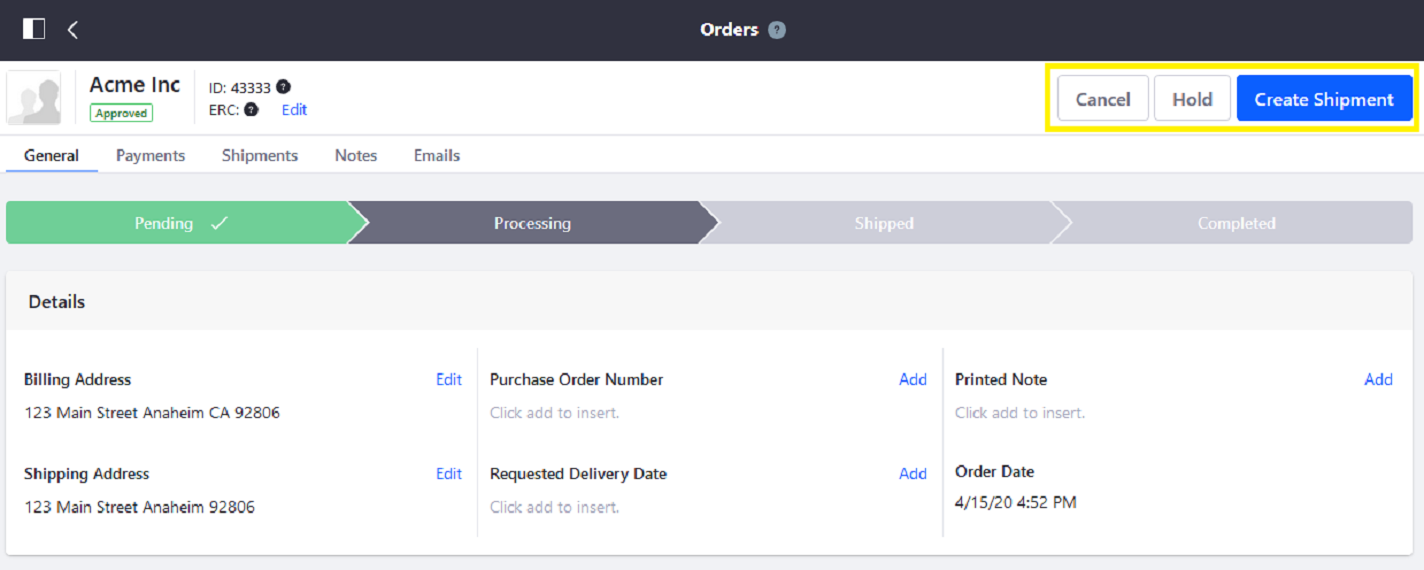 Orders ?
Acme Inc
Approved
ID: 43333 ?
ERC: ? Edit
Cancel
Hold
Create Shipment
General
Payments
Shipments
Notes
Emails
Pending
Processing
Shipped
Completed
Details
Billing Address
Edit
123 Main Street Anaheim CA 92806
Shipping Address
Edit
123 Main Street Anaheim 92806
Purchase Order Number
Add
Click add to insert.
Requested Delivery Date
Add
Click add to insert.
Printed Note
Add
Click add to insert.
Order Date
4/15/20 4:52 PM